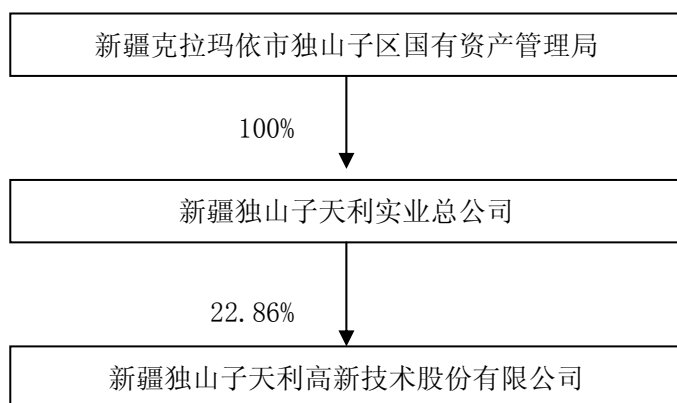 新疆克拉玛依市独山子区国有资产管理局
100%
新疆独山子天利实业总公司
22.86%
新疆独山子天利高新技术股份有限公司